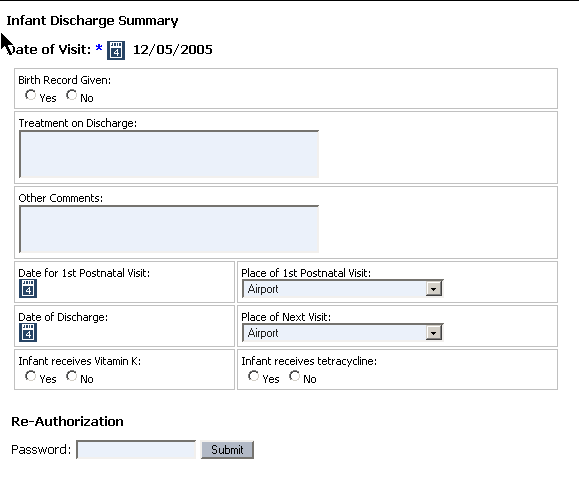 Infant Discharge Summary
Date of Visit: * 4 12/05/2005
Birth Record Given:
Yes No
Treatment on Discharge:
Other Comments:
Date for 1st Postnatal Visit: Place of 1st Postnatal Visit:
4 Airport
Date of Discharge: Place of Next Visit:
4 Airport
Infant receives Vitamin K: Infant receives tetracycline:
Yes No Yes No
Re-Authorization
Password: Submit